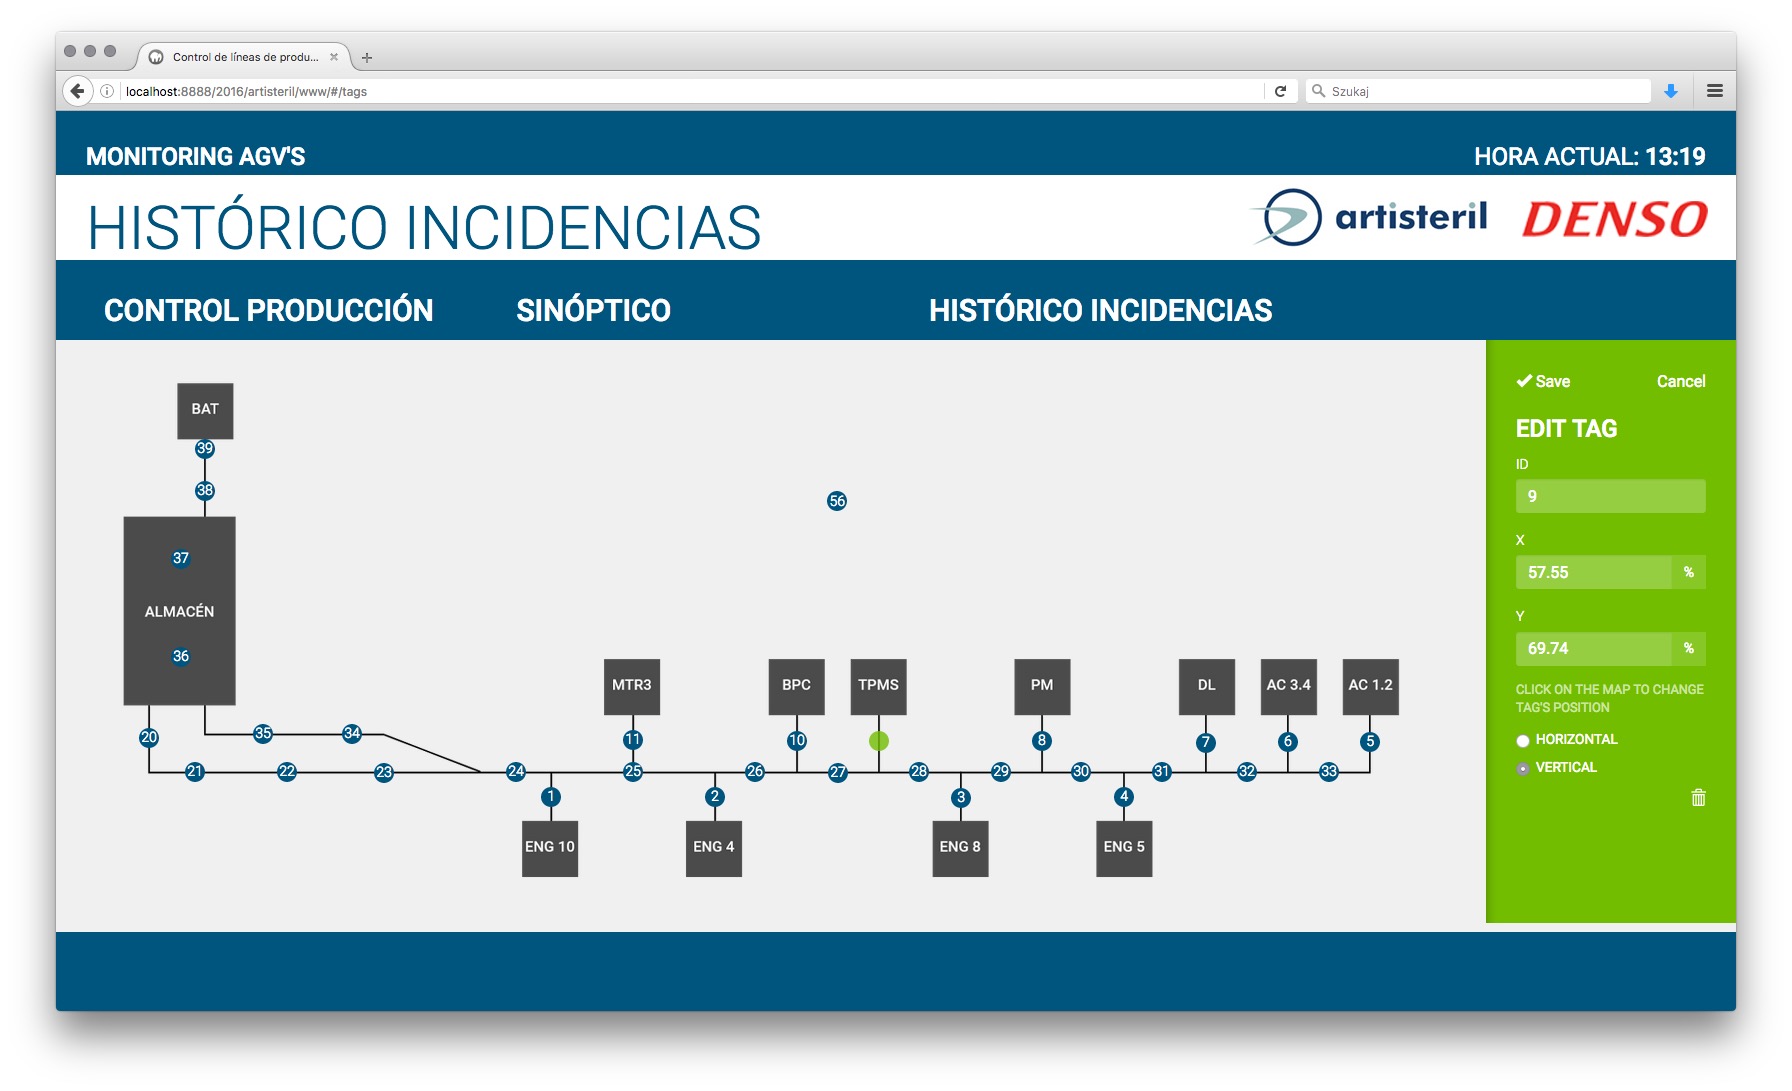 Control de líneas de produ...
localhost:8888/2016/artisteril/www/#/tags
Szukaj
MONITORING AGV'S
HORA ACTUAL: 13:19
HISTÓRICO INCIDENCIAS
artisteril
DENSO
CONTROL PRODUCCIÓN SINÓPTICO HISTÓRICO INCIDENCIAS
BAT
39
38
56
37
ALMACÉN
36
MTR3 BPC TPMS PM DL AC 3.4 AC 1.2
20 35 34 11 10 8 7 6 5
21 22 23 24 25 26 27 28 29 30 31 32 33
1 2 3 4
ENG 10 ENG 4 ENG 8 ENG 5
Save Cancel
EDIT TAG
ID
9
X
57.55 %
Y
69.74 %
CLICK ON THE MAP TO CHANGE
TAG'S POSITION
HORIZONTAL
VERTICAL